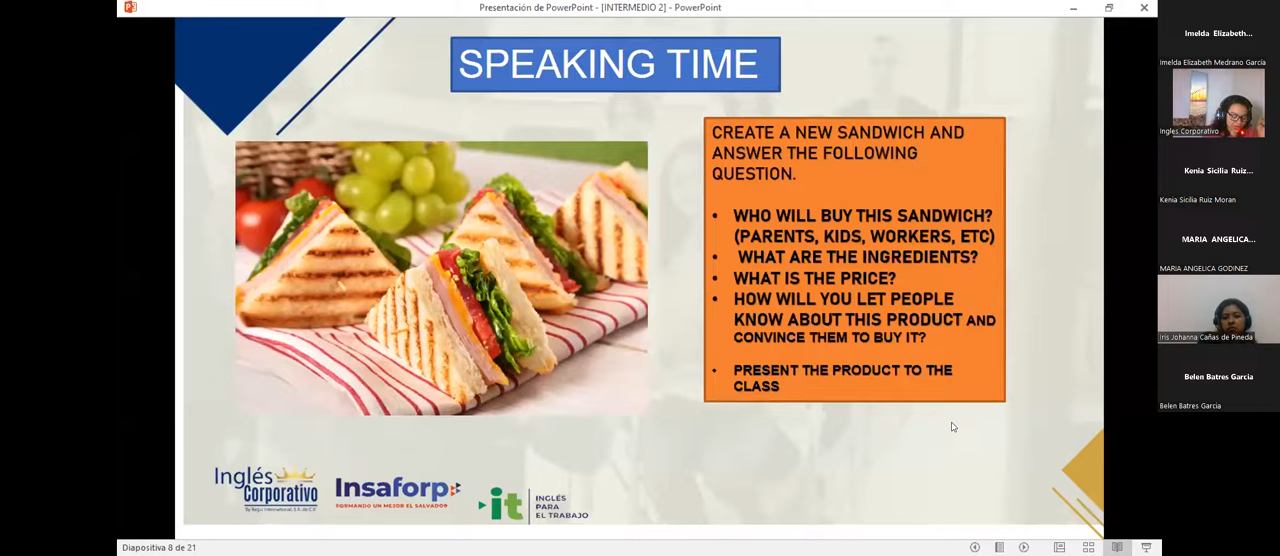 Presentación de PowerPoint - [INTERMEDIO 2] - PowerPoint
SPEAKING TIME
CREATE A NEW SANDWICH AND
ANSWER THE FOLLOWING
QUESTION.
• WHO WILL BUY THIS SANDWICH?
(PARENTS, KIDS, WORKERS, ETC)
• WHAT ARE THE INGREDIENTS?
• WHAT IS THE PRICE?
• HOW WILL YOU LET PEOPLE
KNOW ABOUT THIS PRODUCT AND
CONVINCE THEM TO BUY IT?
• PRESENT THE PRODUCT TO THE
CLASS
Inglés
Corporativo
Insaforp
FORMANDO UN MEJOR EL SALVADOR
it
INGLÉS
PARA
EL TRABAJO
Diapositiva 8 de 21
Imelda Elizabeth...
Imelda Elizabeth Medrano García
Ingles Corporativo
Kenia Sicilia Ruiz...
Kenia Sicilia Ruiz Moran
MARIA ANGELICA...
MARIA ANGELICA GODINEZ
Iris Johanna Cañas de Pineda
Belen Batres Garcia
Belen Batres Garcia